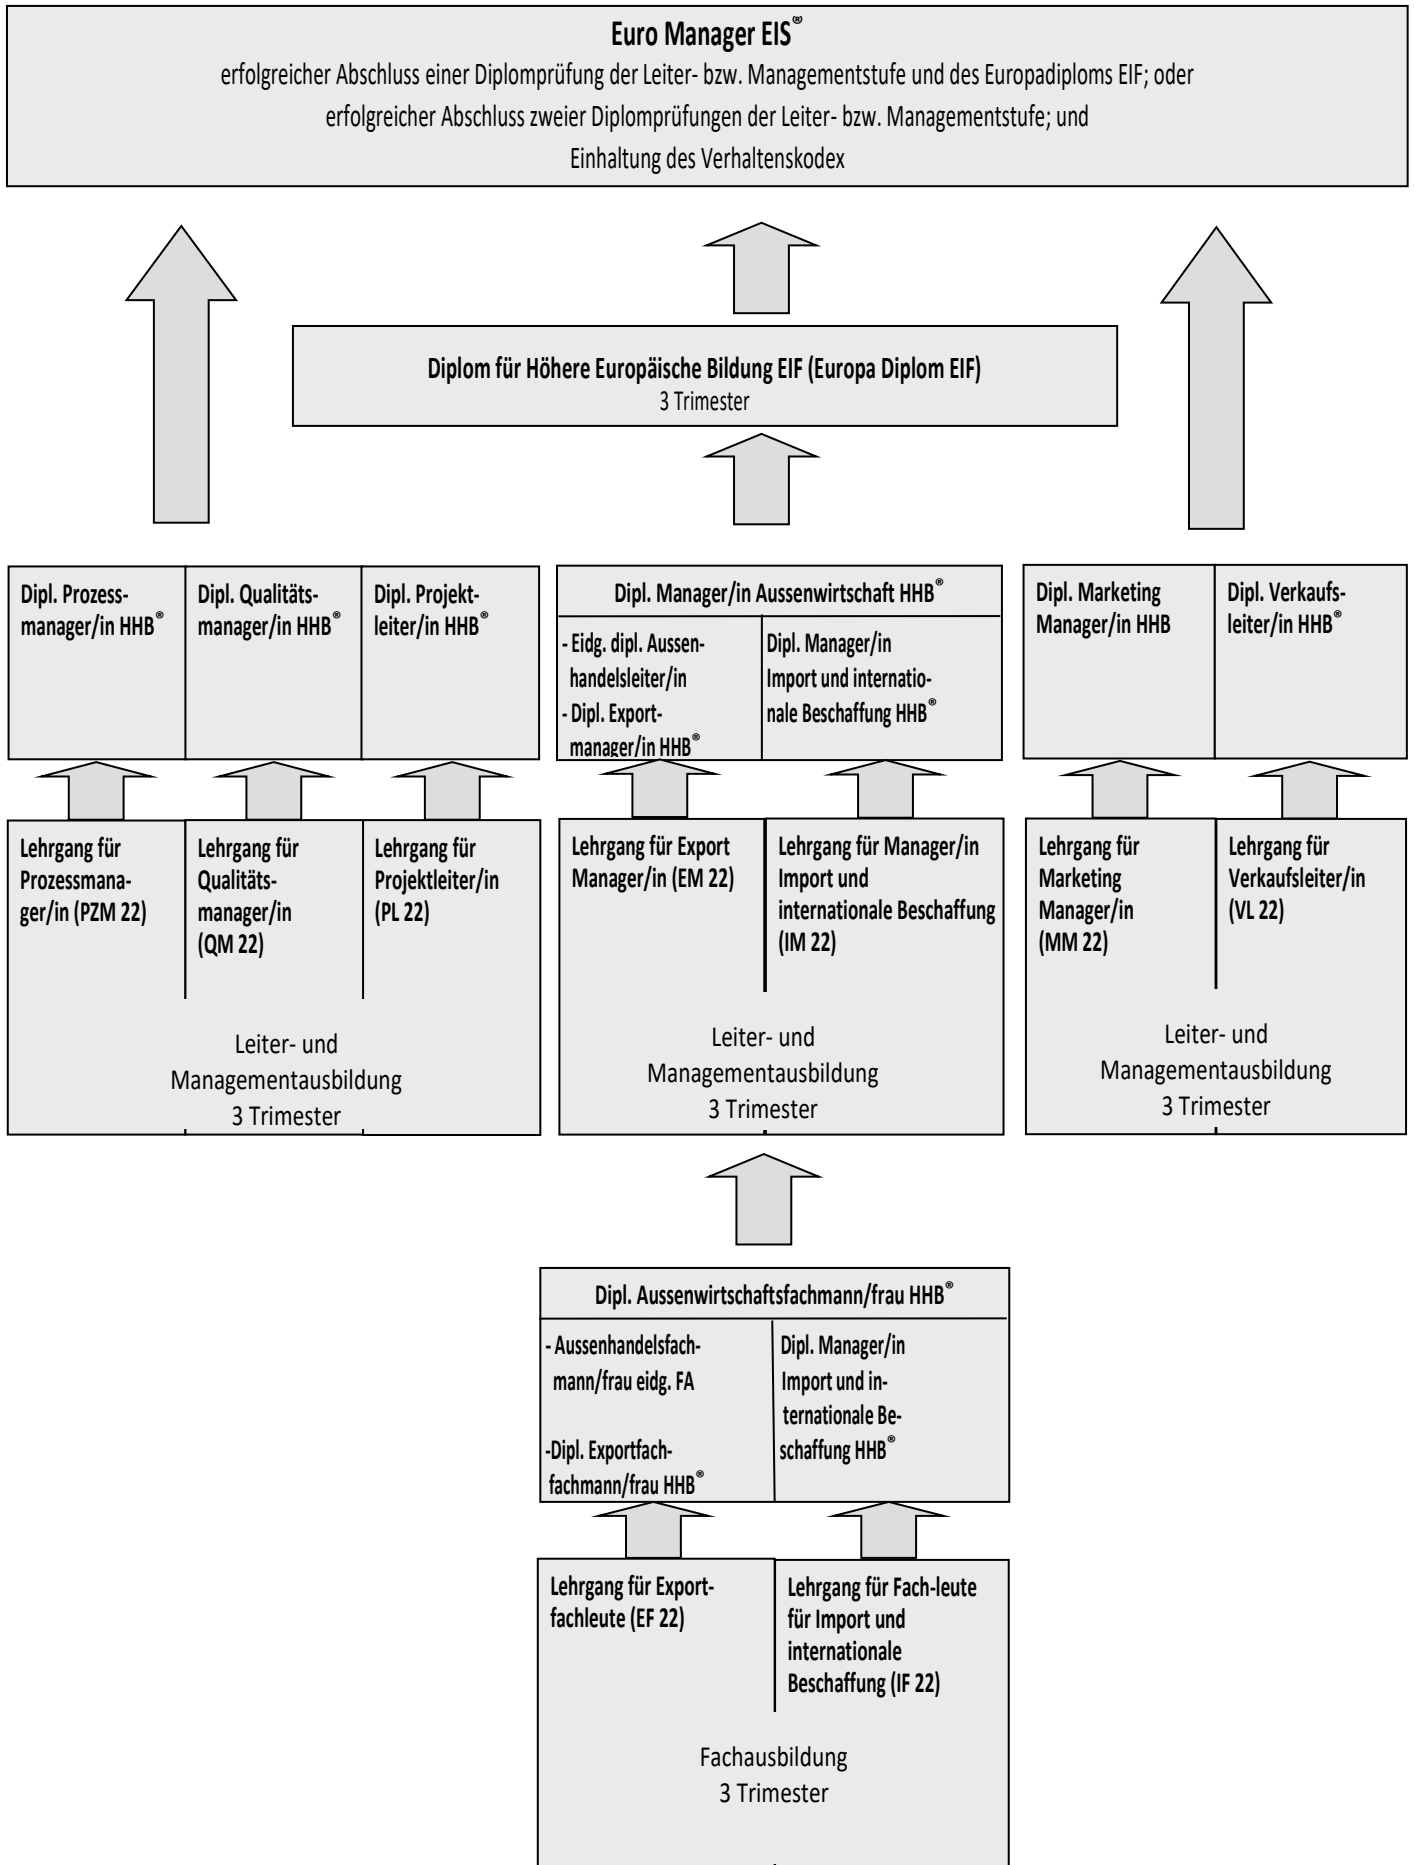 Euro Manager EIS®
erfolgreicher Abschluss einer Diplomprüfung der Leiter- bzw. Managementstufe und des Europadiploms EIF; oder
erfolgreicher Abschluss zweier Diplomprüfungen der Leiter- bzw. Managementstufe; und
Einhaltung des Verhaltenskodex
Diplom für Höhere Europäische Bildung EIF (Europa Diplom EIF)
3 Trimester
Dipl. Prozess-
manager/in HHB®
Dipl. Qualitäts-
manager/in HHB®
Dipl. Projekt-
leiter/in HHB®
Dipl. Manager/in Aussenwirtschaft HHB®
- Eidg. dipl. Aussen-
handelsleiter/in
- Dipl. Export-
manager/in HHB®
Dipl. Manager/in
Import und internatio-
nale Beschaffung HHB®
Dipl. Marketing
Manager/in HHB
Dipl. Verkaufs-
leiter/in HHB®
Lehrgang für
Prozessmana-
ger/in (PZM 22)
Lehrgang für
Qualitäts-
manager/in
(QM 22)
Lehrgang für
Projektleiter/in
(PL 22)
Leiter- und
Managementausbildung
3 Trimester
Lehrgang für Export
Manager/in (EM 22)
Lehrgang für Manager/in
Import und
internationale Beschaffung
(IM 22)
Leiter- und
Managementausbildung
3 Trimester
Lehrgang für
Marketing
Manager/in
(MM 22)
Lehrgang für
Verkaufsleiter/in
(VL 22)
Leiter- und
Managementausbildung
3 Trimester
Dipl. Aussenwirtschaftsfachmann/frau HHB®
- Aussenhandelsfach-
mann/frau eidg. FA
-Dipl. Exportfach-
fachmann/frau HHB®
Dipl. Manager/in
Import und in-
ternationale Be-
schaffung HHB®
Lehrgang für Export-
fachleute (EF 22)
Lehrgang für Fach-leute
für Import und
internationale
Beschaffung (IF 22)
Fachausbildung
3 Trimester